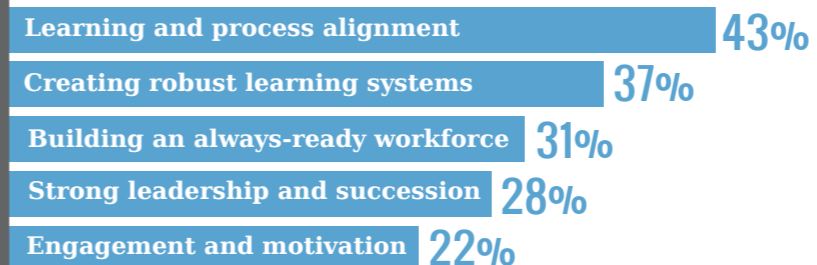 Learning and process alignment 43%
Creating robust learning systems 37%
Building an always-ready workforce 31%
Strong leadership and succession 28%
Engagement and motivation 22%